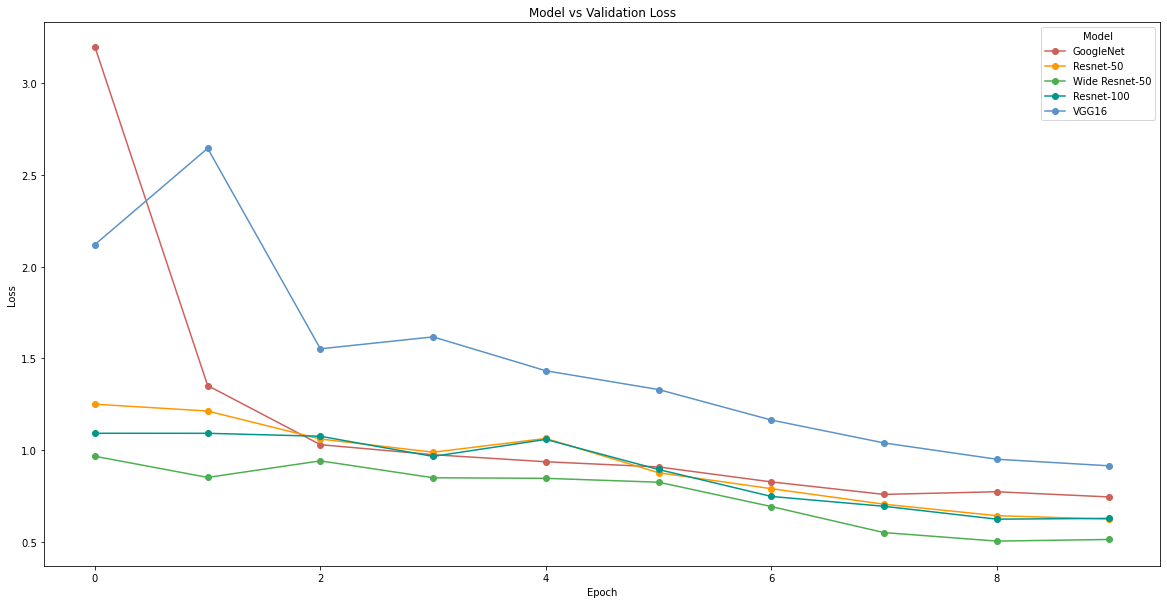 Model vs Validation Loss
Model
GoogleNet
Resnet-50
Wide Resnet-50
Resnet-100
VGG16
3.0
2.5
2.0
1.5
1.0
0.5
Loss
0 2 4 6 8
Epoch